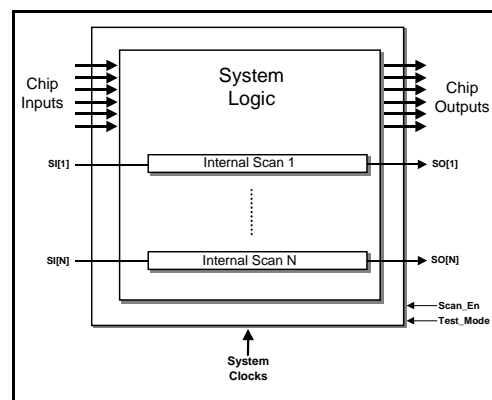 System
Logic
Chip
Inputs
Chip
Outputs
SI[1]
Internal Scan 1
SO[1]
SI[N]
Internal Scan N
SO[N]
Scan_En
Test_Mode
System
Clocks